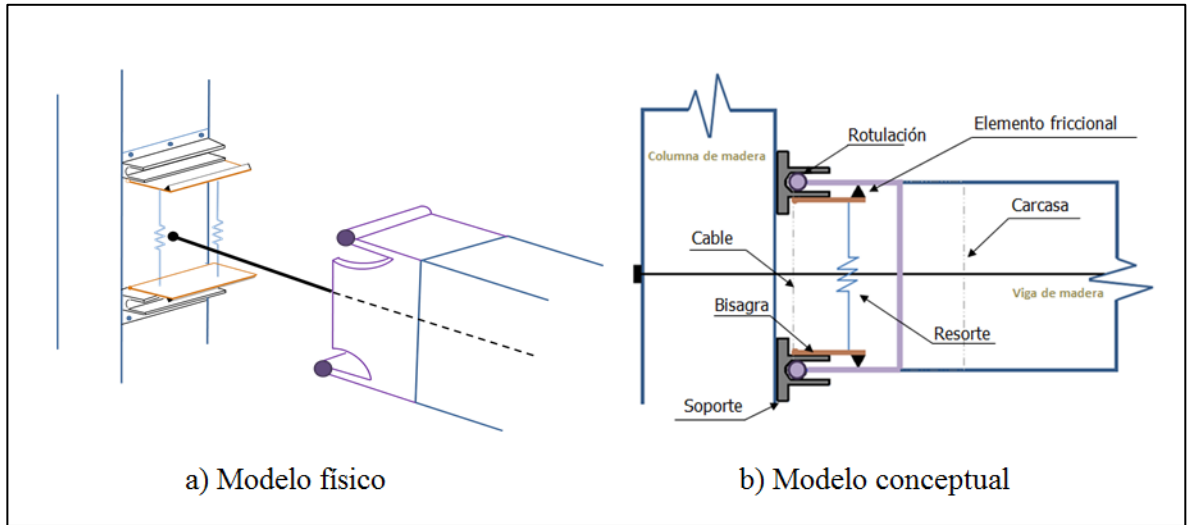 Columna de madera
Rotulación
Elemento friccional
Cable
Carcasa
Bisagra
Resorte
Viga de madera
Soporte
a) Modelo físico
b) Modelo conceptual